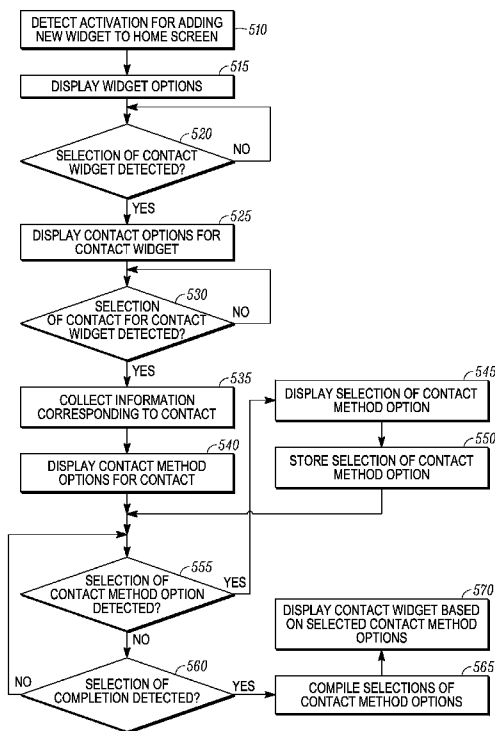 DETECT ACTIVATION FOR ADDING
NEW WIDGET TO HOME SCREEN
510
515
DISPLAY WIDGET OPTIONS
520
SELECTION OF CONTACT
WIDGET DETECTED?
NO
YES
525
DISPLAY CONTACT OPTIONS FOR
CONTACT WIDGET
530
SELECTION
OF CONTACT FOR CONTACT
WIDGET DETECTED?
NO
YES
535
COLLECT INFORMATION
CORRESPONDING TO CONTACT
540
DISPLAY CONTACT METHOD
OPTIONS FOR CONTACT
545
DISPLAY SELECTION OF CONTACT
METHOD OPTION
550
STORE SELECTION OF CONTACT
METHOD OPTION
555
SELECTION OF
CONTACT METHOD OPTION
DETECTED?
YES
NO
560
SELECTION OF
COMPLETION DETECTED?
NO
YES
565
COMPILE SELECTIONS OF
CONTACT METHOD OPTIONS
570
DISPLAY CONTACT WIDGET BASED
ON SELECTED CONTACT METHOD
OPTIONS